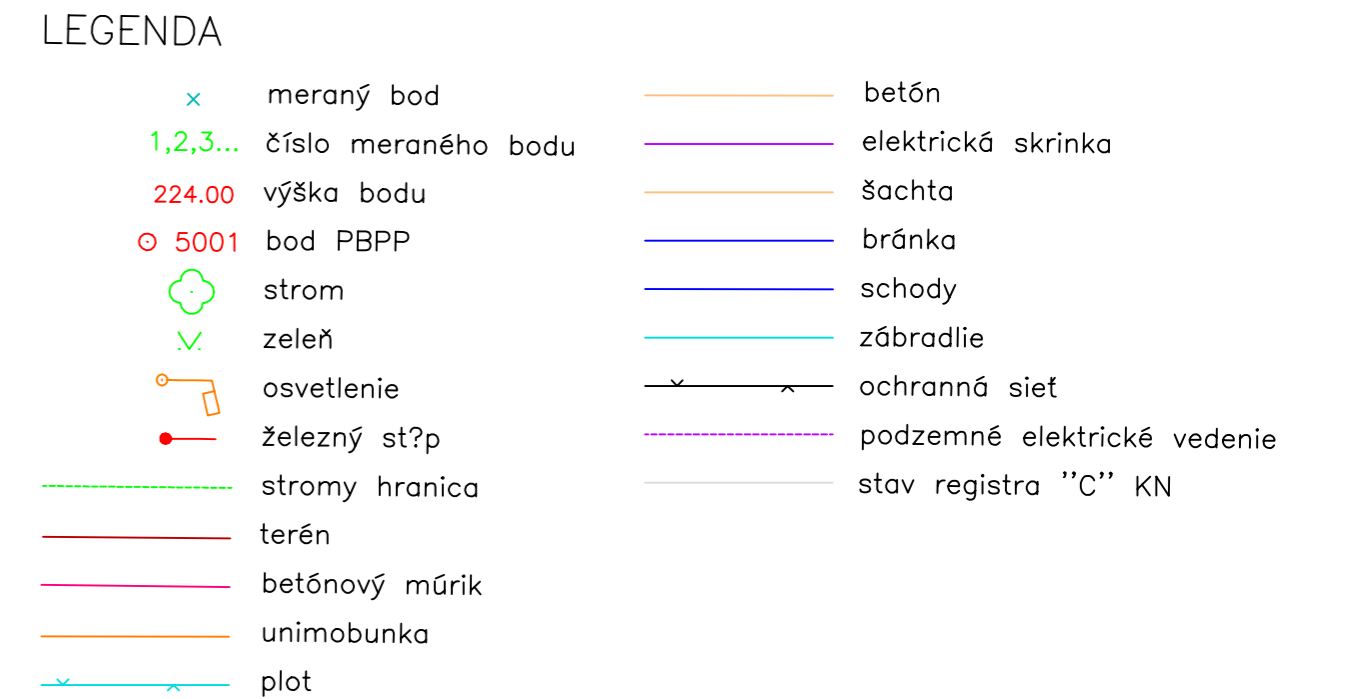 LEGENDA
meraný bod
1,2,3... číslo meraného bodu
224.00 výška bodu
5001 bod PBPP
strom
zeleň
osvetlenie
železný st?p
stromy hranica
terén
betónový múrik
unimobunka
plot
betón
elektrická skrinka
šachta
bránka
schody
zábradlie
ochranná sieť
podzemné elektrické vedenie
stav registra ''C'' KN